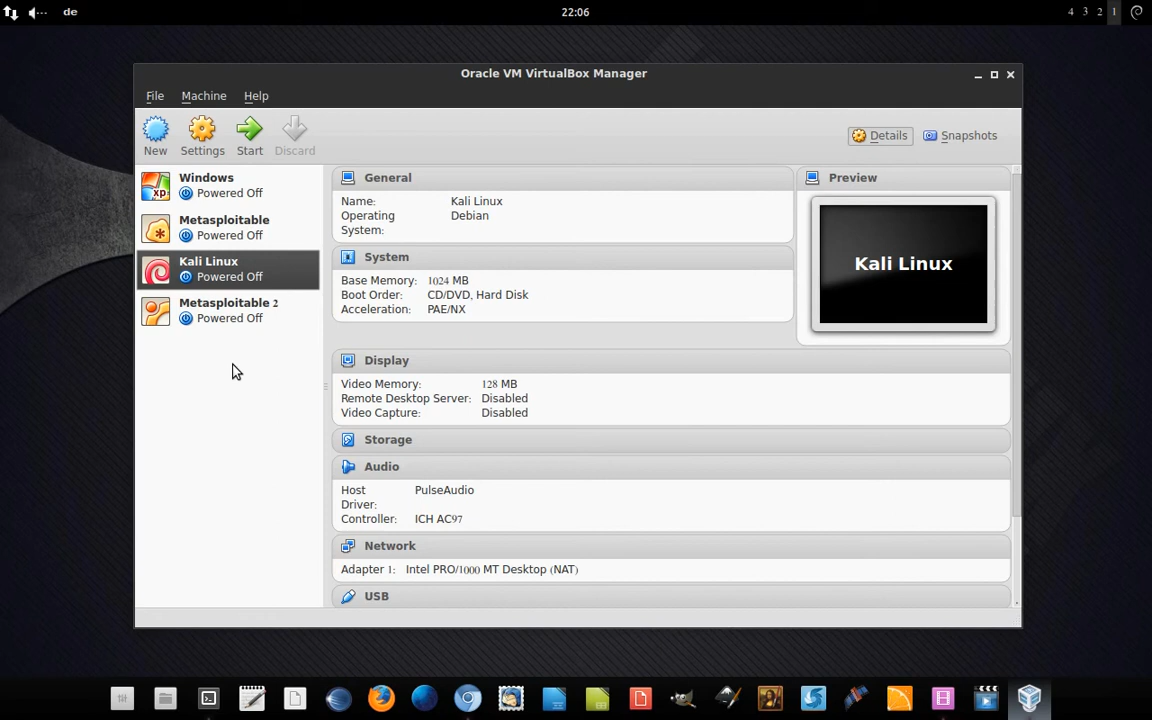 de
22:06
4 3 2 1
Oracle VM VirtualBox Manager
File Machine Help
New Settings Start Discard
Details Snapshots
xp
Windows
Powered Off
Metasploitable
Powered Off
Kali Linux
Powered Off
Metasploitable 2
Powered Off
General
Name: Kali Linux
Operating Debian
System:
System
Base Memory: 1024 MB
Boot Order: CD/DVD, Hard Disk
Acceleration: PAE/NX
Preview
Kali Linux
Display
Video Memory: 128 MB
Remote Desktop Server: Disabled
Video Capture: Disabled
Storage
Audio
Host PulseAudio
Driver:
Controller: ICH AC97
Network
Adapter 1: Intel PRO/1000 MT Desktop (NAT)
USB